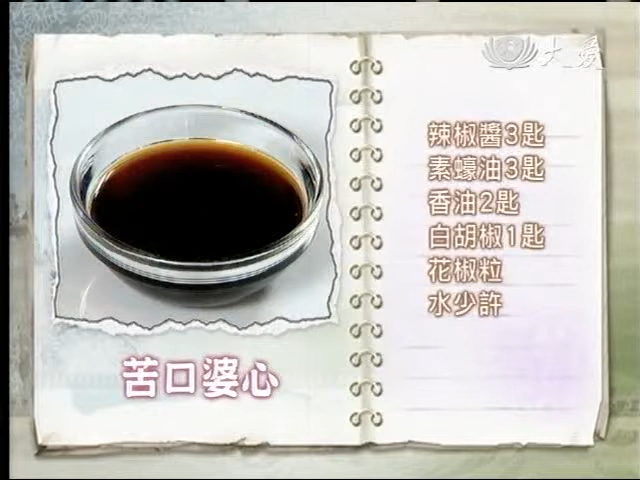 大愛
辣椒醬3匙
素蠔油3匙
香油2匙
白胡椒1匙
花椒粒
水少許
苦口婆心